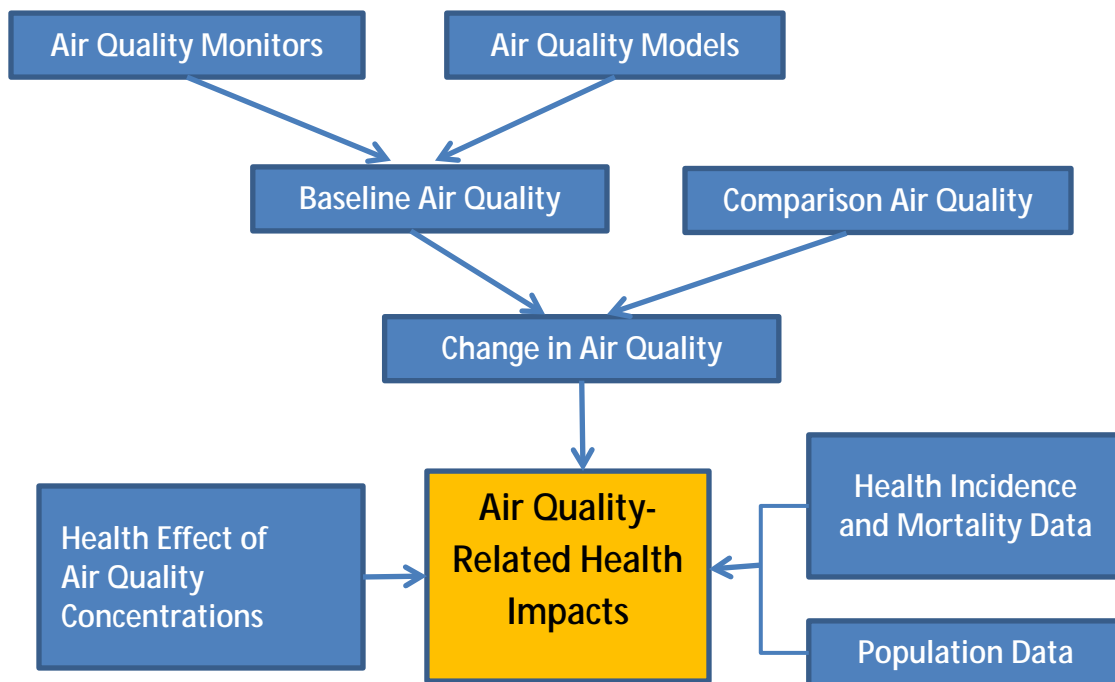 Air Quality Monitors
Air Quality Models
Baseline Air Quality
Comparison Air Quality
Change in Air Quality
Health Effect of
Air Quality
Concentrations
Air Quality-
Related Health
Impacts
Health Incidence
and Mortality Data
Population Data